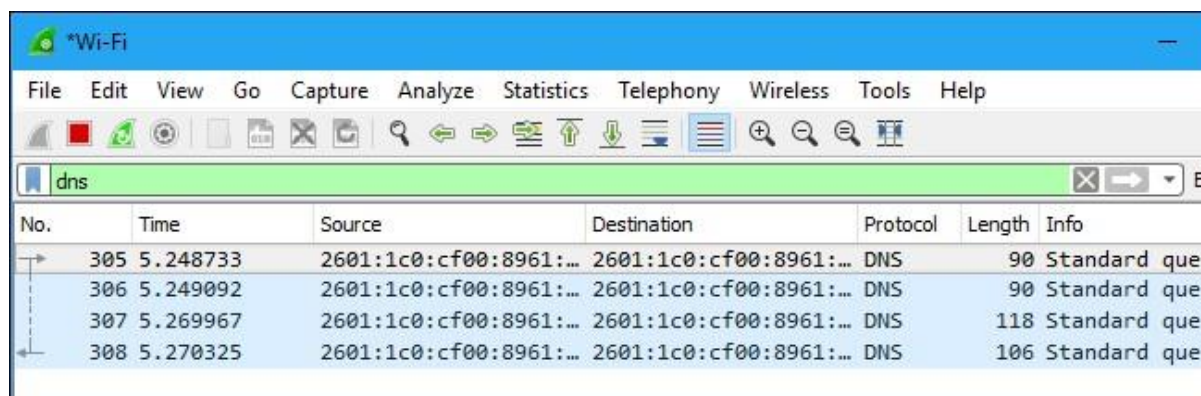 *Wi-Fi
File Edit View Go Capture Analyze Statistics Telephony Wireless Tools Help
dns
No. Time Source Destination Protocol Length Info
305 5.248733 2601:1c0:cf00:8961:… 2601:1c0:cf00:8961:… DNS 90 Standard que
306 5.249092 2601:1c0:cf00:8961:… 2601:1c0:cf00:8961:… DNS 90 Standard que
307 5.269967 2601:1c0:cf00:8961:… 2601:1c0:cf00:8961:… DNS 118 Standard que
308 5.270325 2601:1c0:cf00:8961:… 2601:1c0:cf00:8961:… DNS 106 Standard que